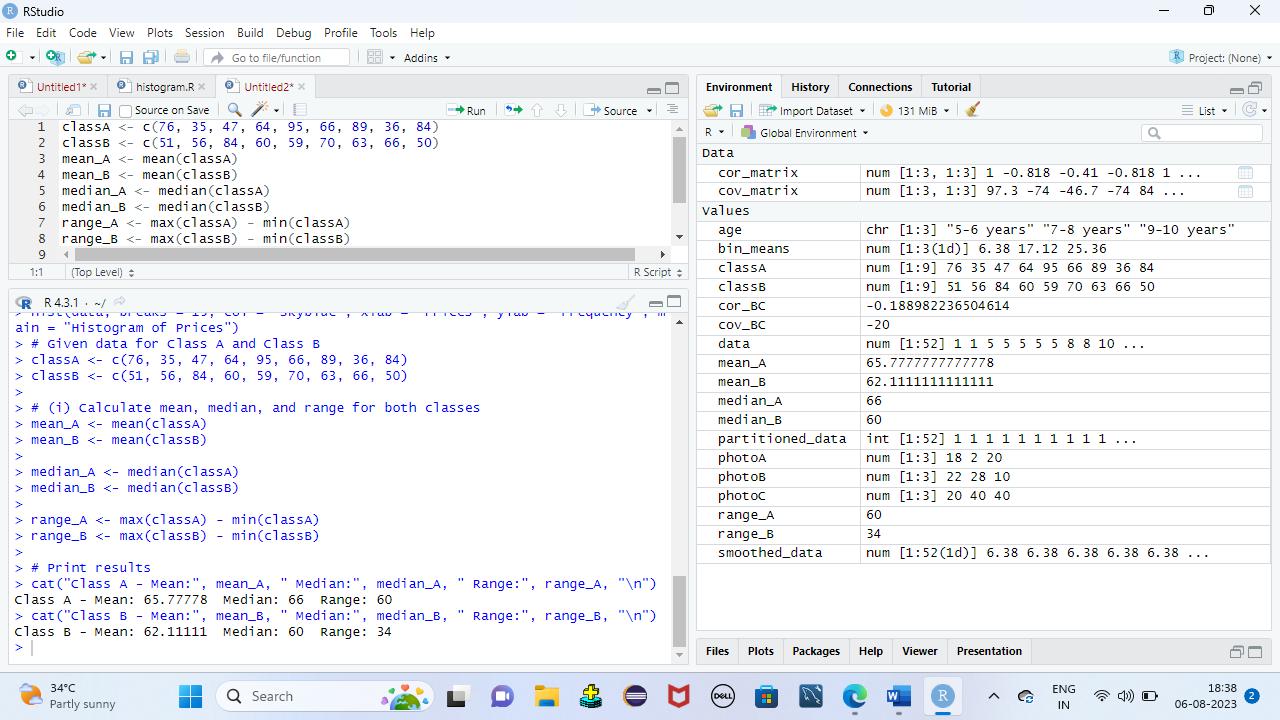 RStudio
File Edit Code View Plots Session Build Debug Profile Tools Help
Go to file/function Addins Project: (None)
Untitled1* histogram.R Untitled2*
Source on Save Run Source
1 classA <- c(76, 35, 47, 64, 95, 66, 89, 36, 84)
2 classB <- c(51, 56, 84, 60, 59, 70, 63, 66, 50)
3 mean_A <- mean(classA)
4 mean_B <- mean(classB)
5 median_A <- median(classA)
6 median_B <- median(classB)
7 range_A <- max(classA) - min(classA)
8 range_B <- max(classB) - min(classB)
9
1:1 (Top Level) R Script
R 4.3.1 . ~/
> hist(data, breaks = 15, col = "skyblue", xlab = "Prices", ylab = "Frequency", m
ain = "Histogram of Prices")
> # Given data for Class A and Class B
> classA <- c(76, 35, 47, 64, 95, 66, 89, 36, 84)
> classB <- c(51, 56, 84, 60, 59, 70, 63, 66, 50)
>
> # (i) Calculate mean, median, and range for both classes
> mean_A <- mean(classA)
> mean_B <- mean(classB)
>
> median_A <- median(classA)
> median_B <- median(classB)
>
> range_A <- max(classA) - min(classA)
> range_B <- max(classB) - min(classB)
>
> # Print results
> cat("Class A - Mean:", mean_A, " Median:", median_A, " Range:", range_A, "\n")
Class A - Mean: 65.77778  Median: 66  Range: 60
> cat("Class B - Mean:", mean_B, " Median:", median_B, " Range:", range_B, "\n")
Class B - Mean: 62.11111  Median: 60  Range: 34
>
Environment History Connections Tutorial
Import Dataset 131 MiB List
R Global Environment
Data
cor_matrix num [1:3, 1:3] 1 -0.818 -0.41 -0.818 1 ...
cov_matrix num [1:3, 1:3] 97.3 -74 -46.7 -74 84 ...
Values
age chr [1:3] "5-6 years" "7-8 years" "9-10 years"
bin_means num [1:3(1d)] 6.38 17.12 25.36
classA num [1:9] 76 35 47 64 95 66 89 36 84
classB num [1:9] 51 56 84 60 59 70 63 66 50
cor_BC -0.188982236504614
cov_BC -20
data num [1:52] 1 1 5 5 5 5 5 8 8 10 ...
mean_A 65.7777777777778
mean_B 62.1111111111111
median_A 66
median_B 60
partitioned_data int [1:52] 1 1 1 1 1 1 1 1 1 1 ...
photoA num [1:3] 18 2 20
photoB num [1:3] 22 28 10
photoC num [1:3] 20 40 40
range_A 60
range_B 34
smoothed_data num [1:52(1d)] 6.38 6.38 6.38 6.38 6.38 ...
Files Plots Packages Help Viewer Presentation
34°C
Partly sunny
Search
DELL
ENG
IN
18:38
06-08-2023
2